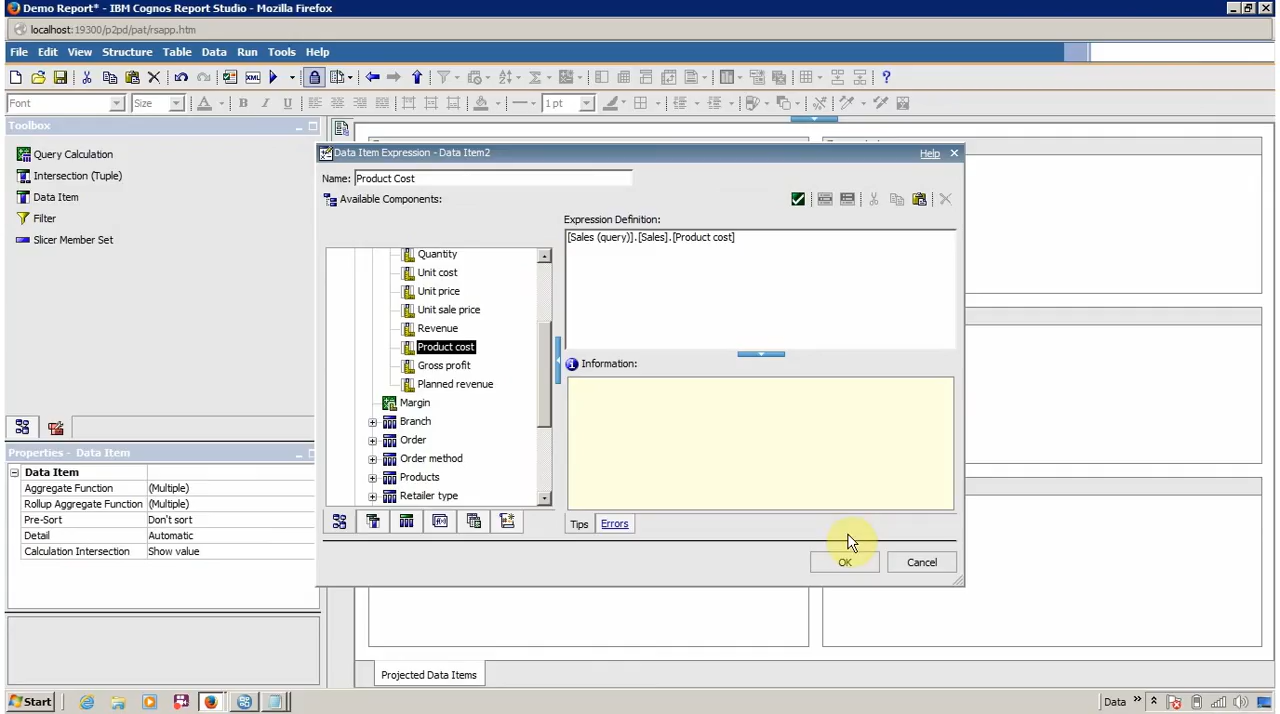 Demo Report* - IBM Cognos Report Studio - Mozilla Firefox
localhost:19300/p2pd/pat/rsapp.htm
File Edit View Structure Table Data Run Tools Help
Font Size 1 pt
Toolbox
Query Calculation
Intersection (Tuple)
Data Item
Filter
Slicer Member Set
Data Item Expression - Data Item2 Help
Name: Product Cost
Available Components:
Expression Definition:
[Sales (query)].[Sales].[Product cost]
Quantity
Unit cost
Unit price
Unit sale price
Revenue
Product cost
Gross profit
Planned revenue
Margin
Branch
Order
Order method
Products
Retailer type
Information:
Tips Errors
OK Cancel
Properties - Data Item
Data Item
Aggregate Function (Multiple)
Rollup Aggregate Function (Multiple)
Pre-Sort Don't sort
Detail Automatic
Calculation Intersection Show value
Projected Data Items
Start Data